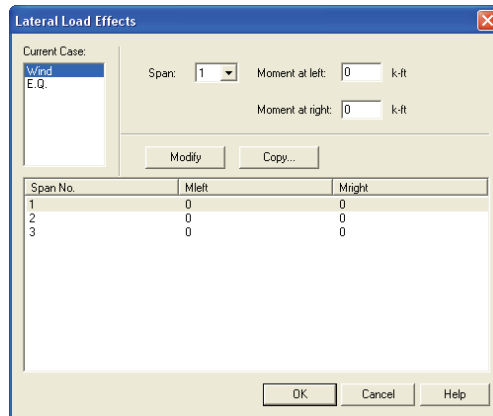 Lateral Load Effects
Current Case:
Wind
E.Q.
Span: 1 Moment at left: 0 k-ft
Moment at right: 0 k-ft
Modify Copy...
Span No. Mleft Mright
1 0 0
2 0 0
3 0 0
OK Cancel Help